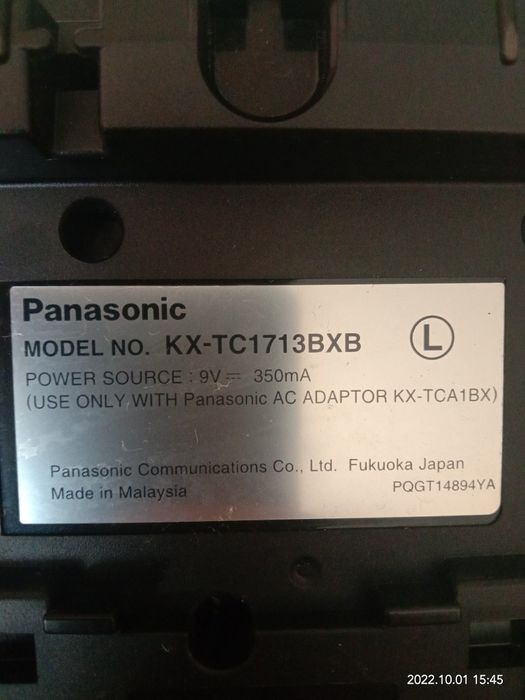 Panasonic
MODEL NO. KX-TC1713BXB
L
POWER SOURCE : 9V ⎓ 350mA
(USE ONLY WITH Panasonic AC ADAPTOR KX-TCA1BX)
Panasonic Communications Co., Ltd. Fukuoka Japan
Made in Malaysia
PQGT14894YA
2022.10.01 15:45